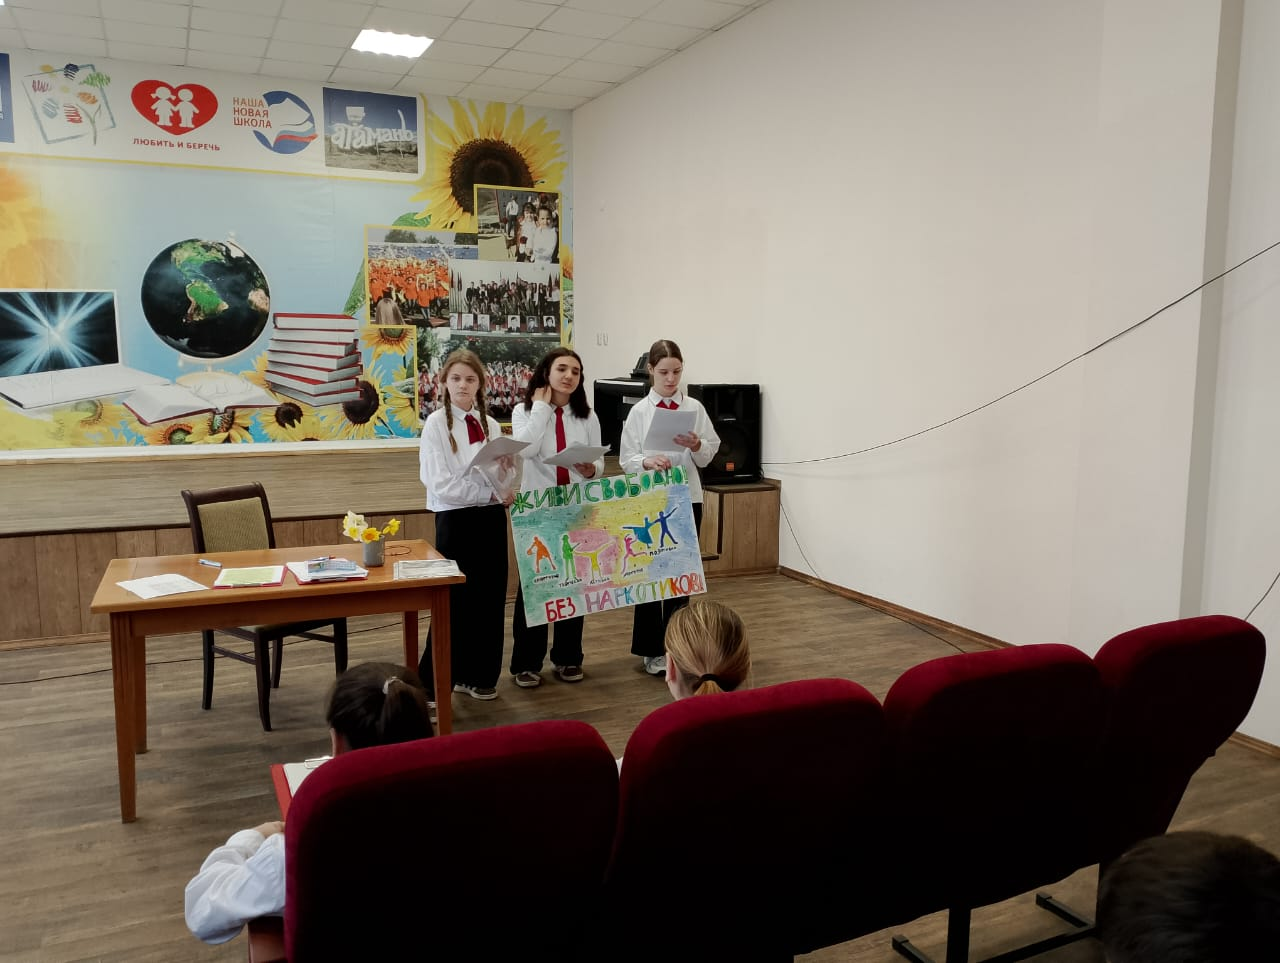 ЛЮБИТЬ И БЕРЕЧЬ
НАША
НОВАЯ
ШКОЛА
атамань
ЖИВИ СВОБОДНО!
БЕЗ НАРКОТИКОВ!